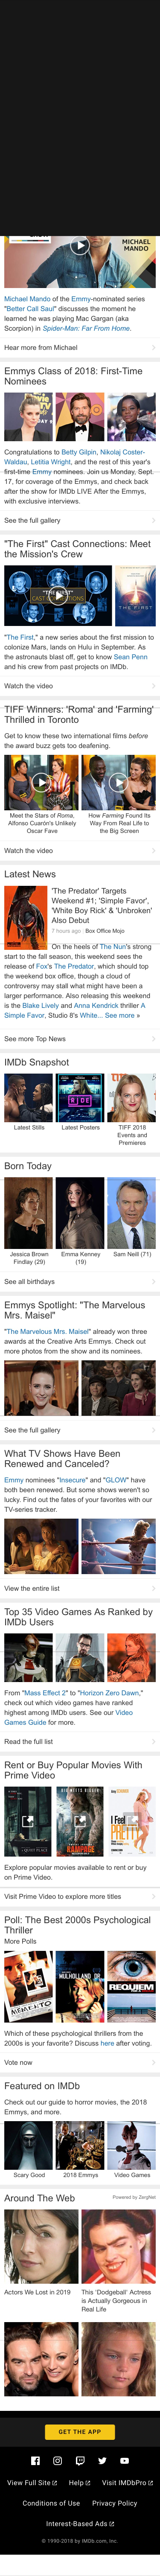 MICHAEL
MANDO
Michael Mando of the Emmy-nominated series
"Better Call Saul" discusses the moment he
learned he was playing Mac Gargan (aka
Scorpion) in Spider-Man: Far From Home.
Hear more from Michael
Emmys Class of 2018: First-Time
Nominees
Congratulations to Betty Gilpin, Nikolaj Coster-
Waldau, Letitia Wright, and the rest of this year's
first-time Emmy nominees. Join us Monday, Sept.
17, for coverage of the Emmys, and check back
after the show for IMDb LIVE After the Emmys,
with exclusive interviews.
See the full gallery
"The First" Cast Connections: Meet
the Mission's Crew
CAST CONNECTIONS
THE FIRST
"The First," a new series about the first mission to
colonize Mars, lands on Hulu in September. As
the astronauts blast off, get to know Sean Penn
and his crew from past projects on IMDb.
Watch the video
TIFF Winners: 'Roma' and 'Farming'
Thrilled in Toronto
Get to know these two international films before
the award buzz gets too deafening.
Meet the Stars of Roma,
Alfonso Cuarón's Unlikely
Oscar Fave
How Farming Found Its
Way From Real Life to
the Big Screen
Watch the video
Latest News
'The Predator' Targets
Weekend #1; 'Simple Favor',
'White Boy Rick' & 'Unbroken'
Also Debut
7 hours ago - Box Office Mojo
On the heels of The Nun's strong
start to the fall season, this weekend sees the
release of Fox's The Predator, which should top
the weekend box office, though a cloud of
controversy may stall what might have been a
larger performance. Also releasing this weekend
is the Blake Lively and Anna Kendrick thriller A
Simple Favor, Studio 8's White... See more »
See more Top News
IMDb Snapshot
RIDE
tiff
Latest Stills
Latest Posters
TIFF 2018
Events and
Premieres
Born Today
Jessica Brown
Findlay (29)
Emma Kenney
(19)
Sam Neill (71)
See all birthdays
Emmys Spotlight: "The Marvelous
Mrs. Maisel"
"The Marvelous Mrs. Maisel" already won three
awards at the Creative Arts Emmys. Check out
more photos from the show and its nominees.
See the full gallery
What TV Shows Have Been
Renewed and Canceled?
Emmy nominees "Insecure" and "GLOW" have
both been renewed. But some shows weren't so
lucky. Find out the fates of your favorites with our
TV-series tracker.
View the entire list
Top 35 Video Games As Ranked by
IMDb Users
From "Mass Effect 2" to "Horizon Zero Dawn,"
check out which video games have ranked
highest among IMDb users. See our Video
Games Guide for more.
Read the full list
Rent or Buy Popular Movies With
Prime Video
A QUIET PLACE
RAMPAGE
I Feel
PRETTY
Explore popular movies available to rent or buy
on Prime Video.
Visit Prime Video to explore more titles
Poll: The Best 2000s Psychological
Thriller
More Polls
MEMENTO
MULHOLLAND DR.
REQUIEM
Which of these psychological thrillers from the
2000s is your favorite? Discuss here after voting.
Vote now
Featured on IMDb
Check out our guide to horror movies, the 2018
Emmys, and more.
Scary Good
2018 Emmys
Video Games
Around The Web
Powered by ZergNet
Actors We Lost in 2019
This 'Dodgeball' Actress
is Actually Gorgeous in
Real Life
GET THE APP
View Full Site
Help
Visit IMDbPro
Conditions of Use
Privacy Policy
Interest-Based Ads
© 1990-2018 by IMDb.com, Inc.